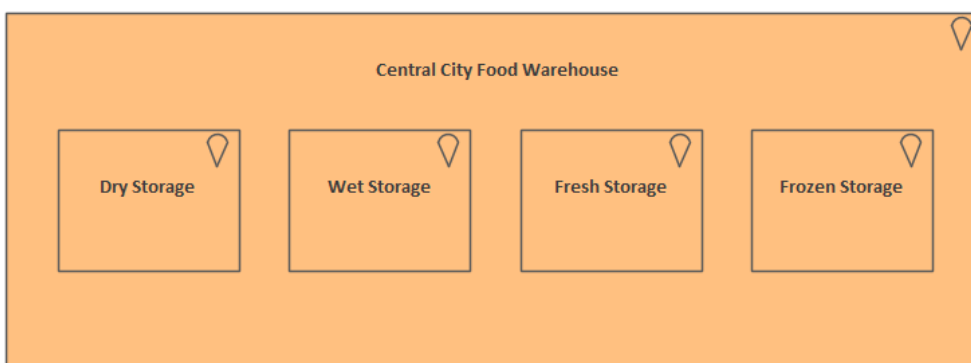 Central City Food Warehouse
Dry Storage
Wet Storage
Fresh Storage
Frozen Storage